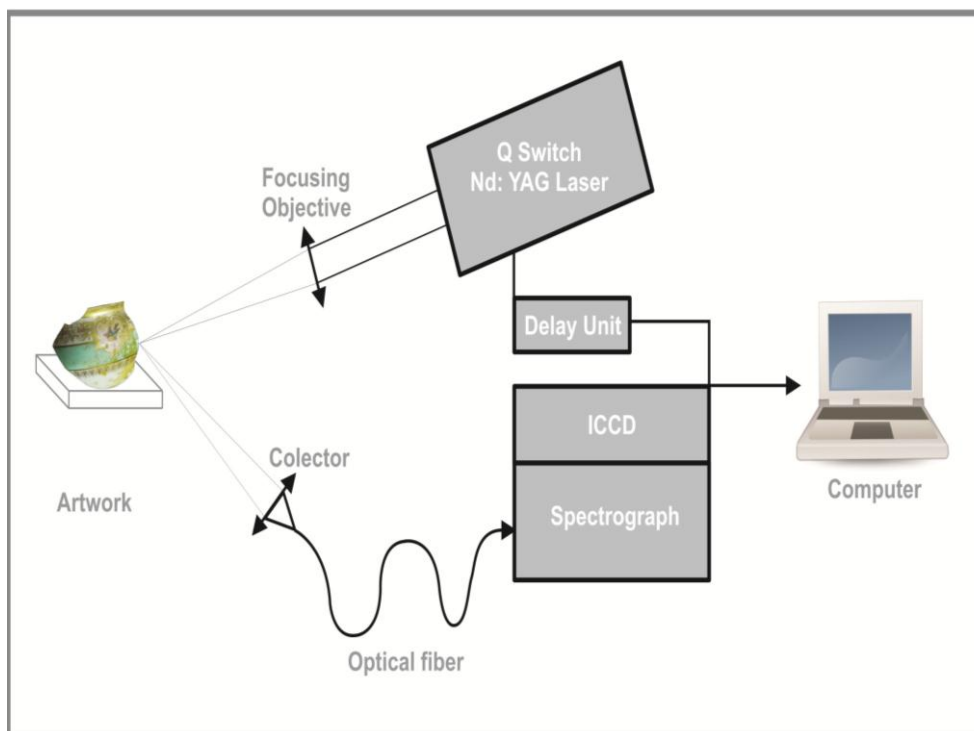 Q Switch
Nd: YAG Laser
Focusing
Objective
Delay Unit
ICCD
Colector
Spectrograph
Computer
Artwork
Optical fiber